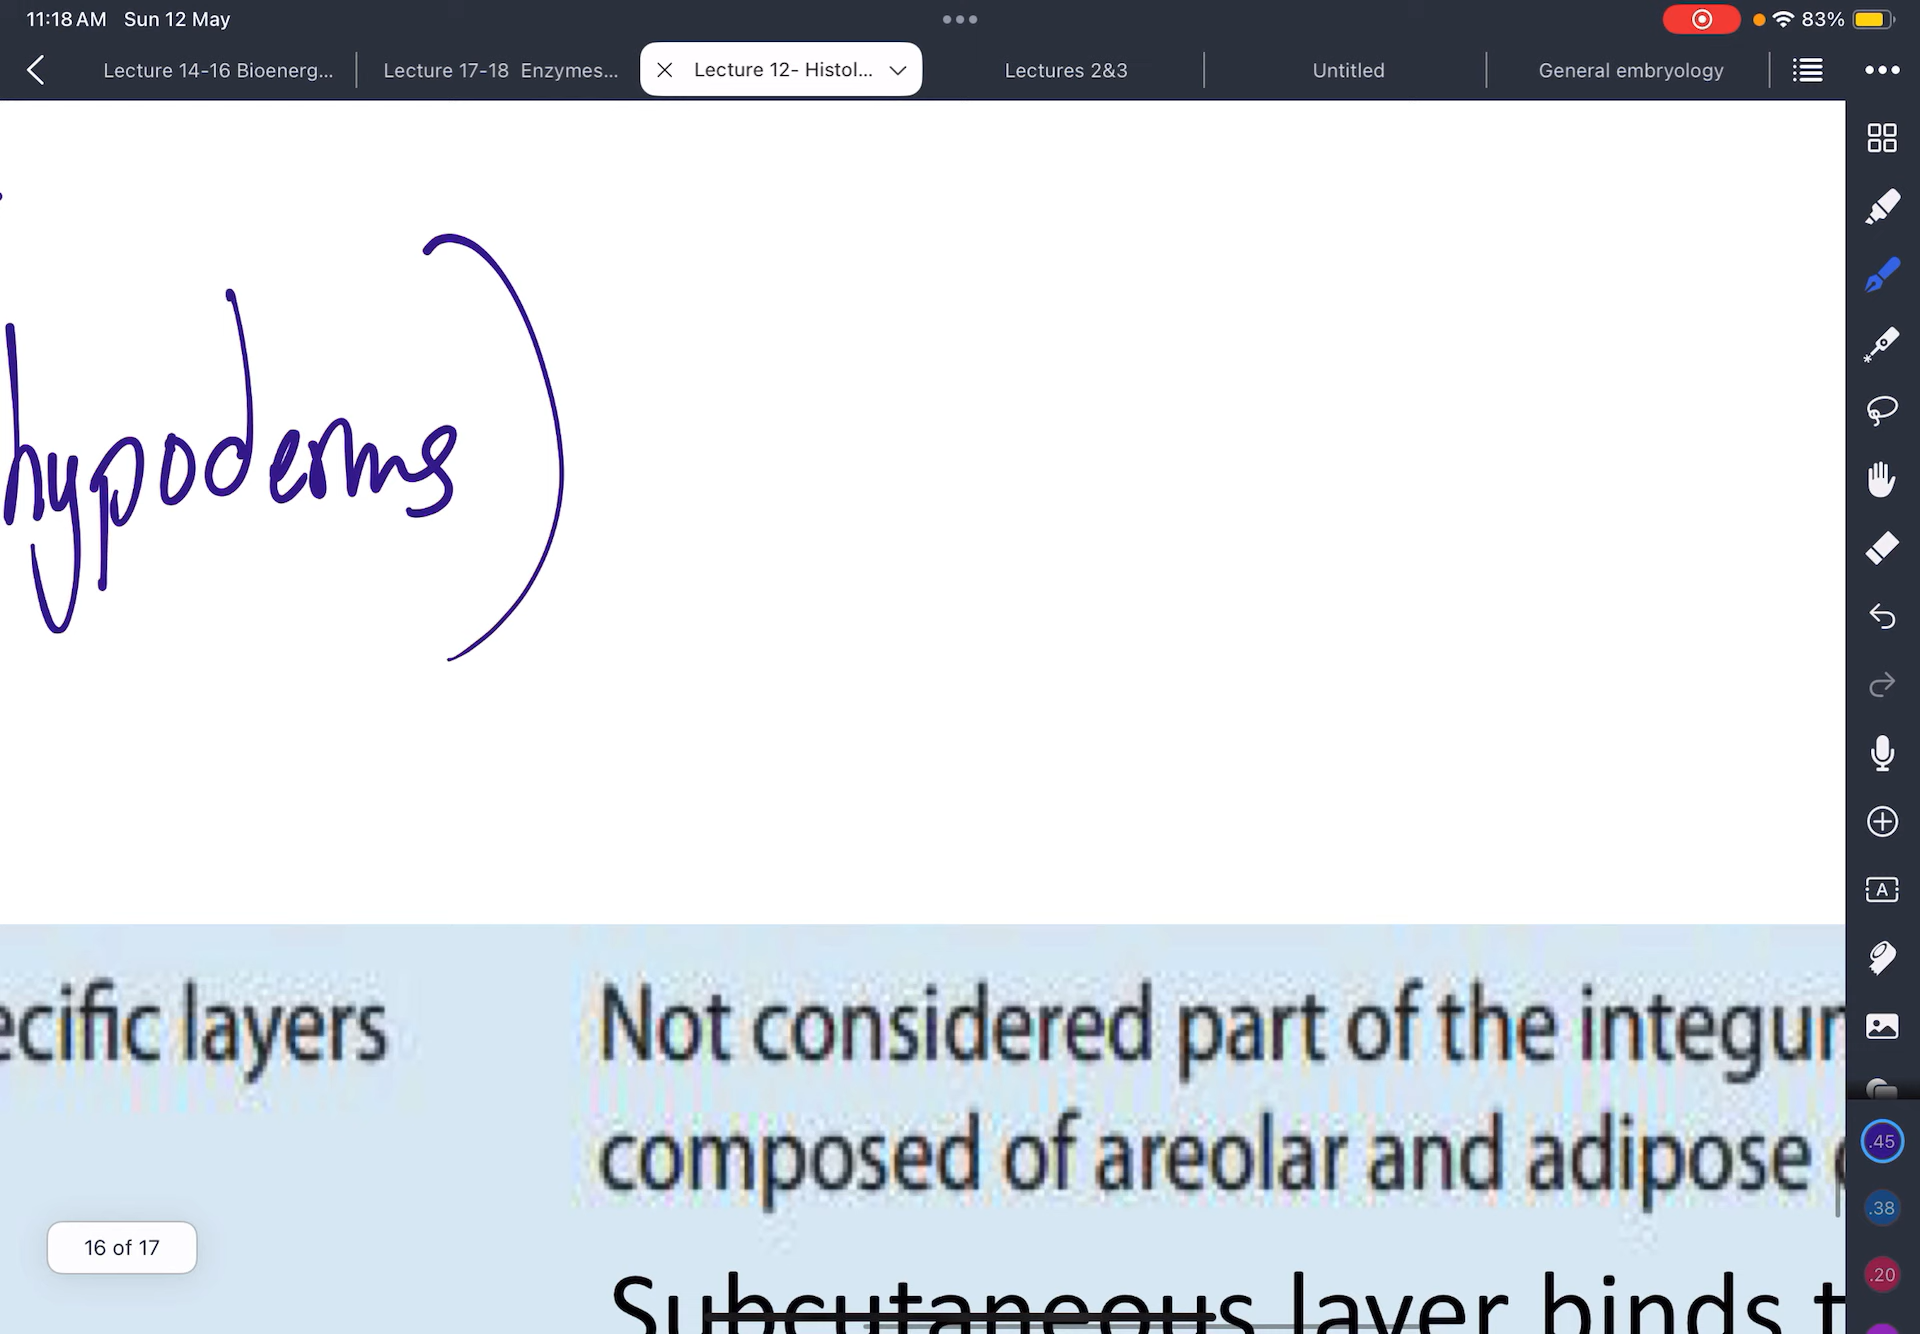 11:18 AM Sun 12 May
83%
Lecture 14-16 Bioenerg...
Lecture 17-18 Enzymes...
Lecture 12- Histol...
Lectures 2&3
Untitled
General embryology
hypoderms)
ecific layers
Not considered part of the integur
composed of areolar and adipose
Subcutaneous layer binds t
16 of 17
A
.45
.38
.20